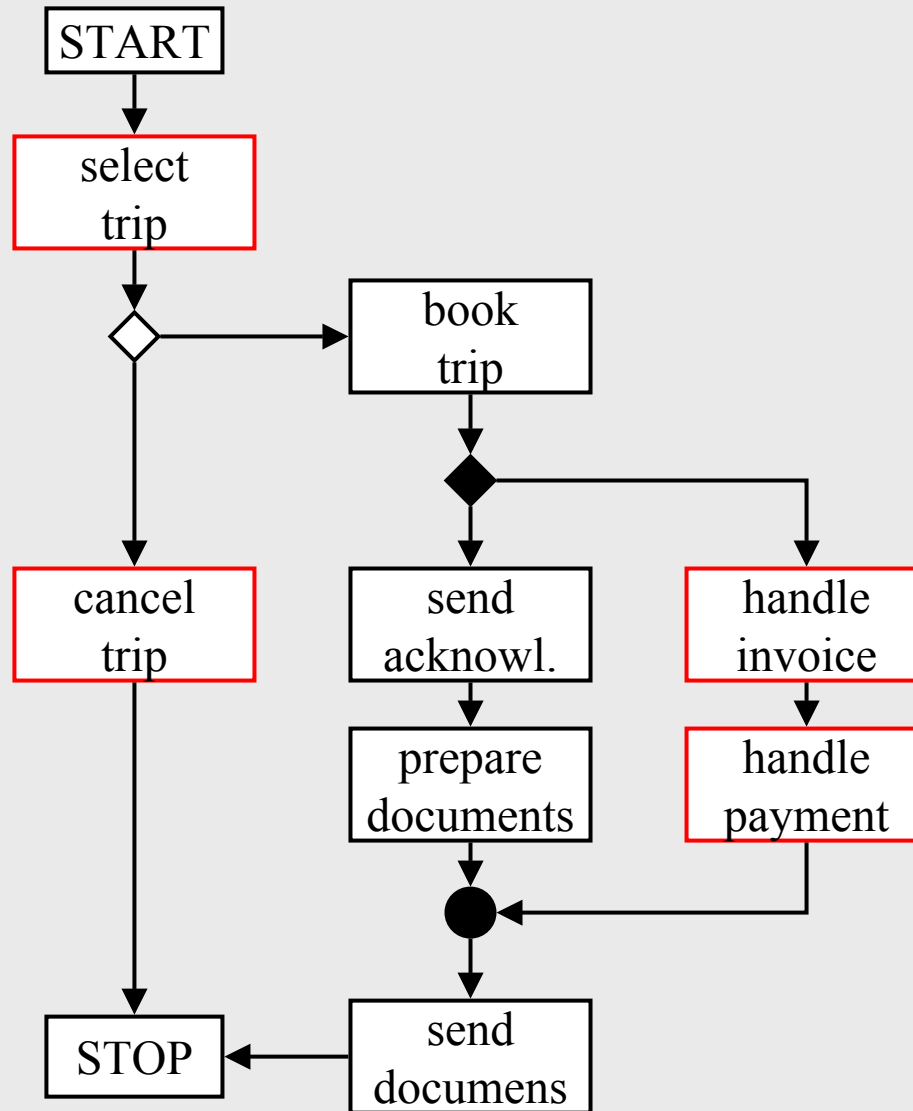 START
select
trip
book
trip
cancel
trip
send
acknowl.
handle
invoice
prepare
documents
handle
payment
STOP
send
documens